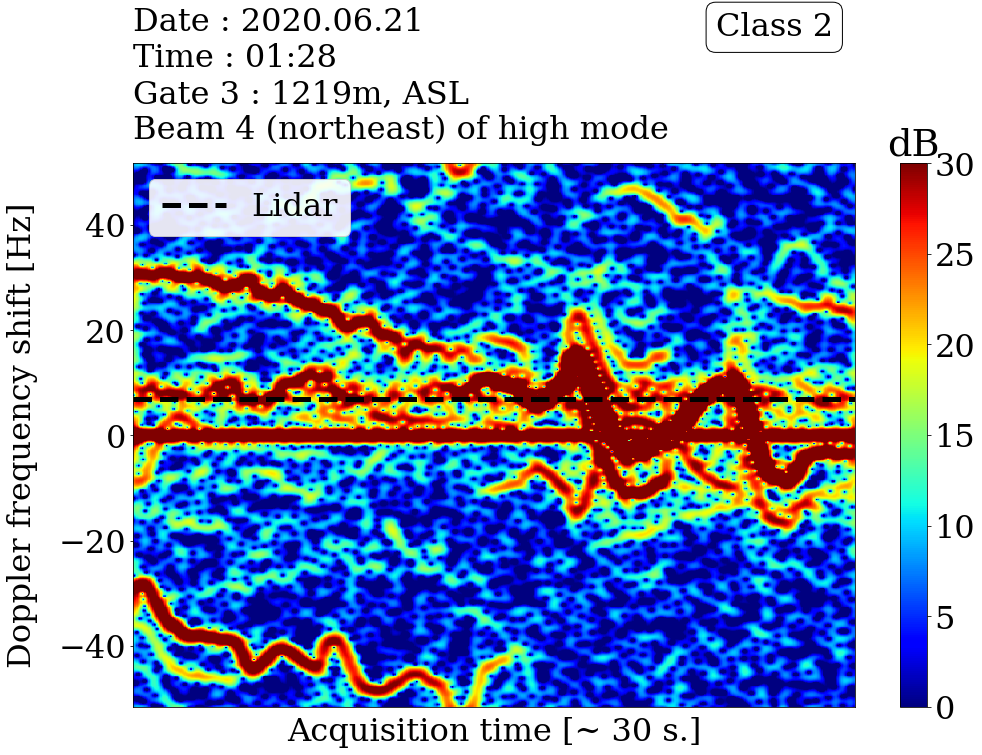 Date : 2020.06.21
Class 2
Time : 01:28
Gate 3 : 1219m, ASL
Beam 4 (northeast) of high mode
dB
Lidar
Doppler frequency shift [Hz]
40
20
0
−20
−40
30
25
20
15
10
5
0
Acquisition time [~ 30 s.]